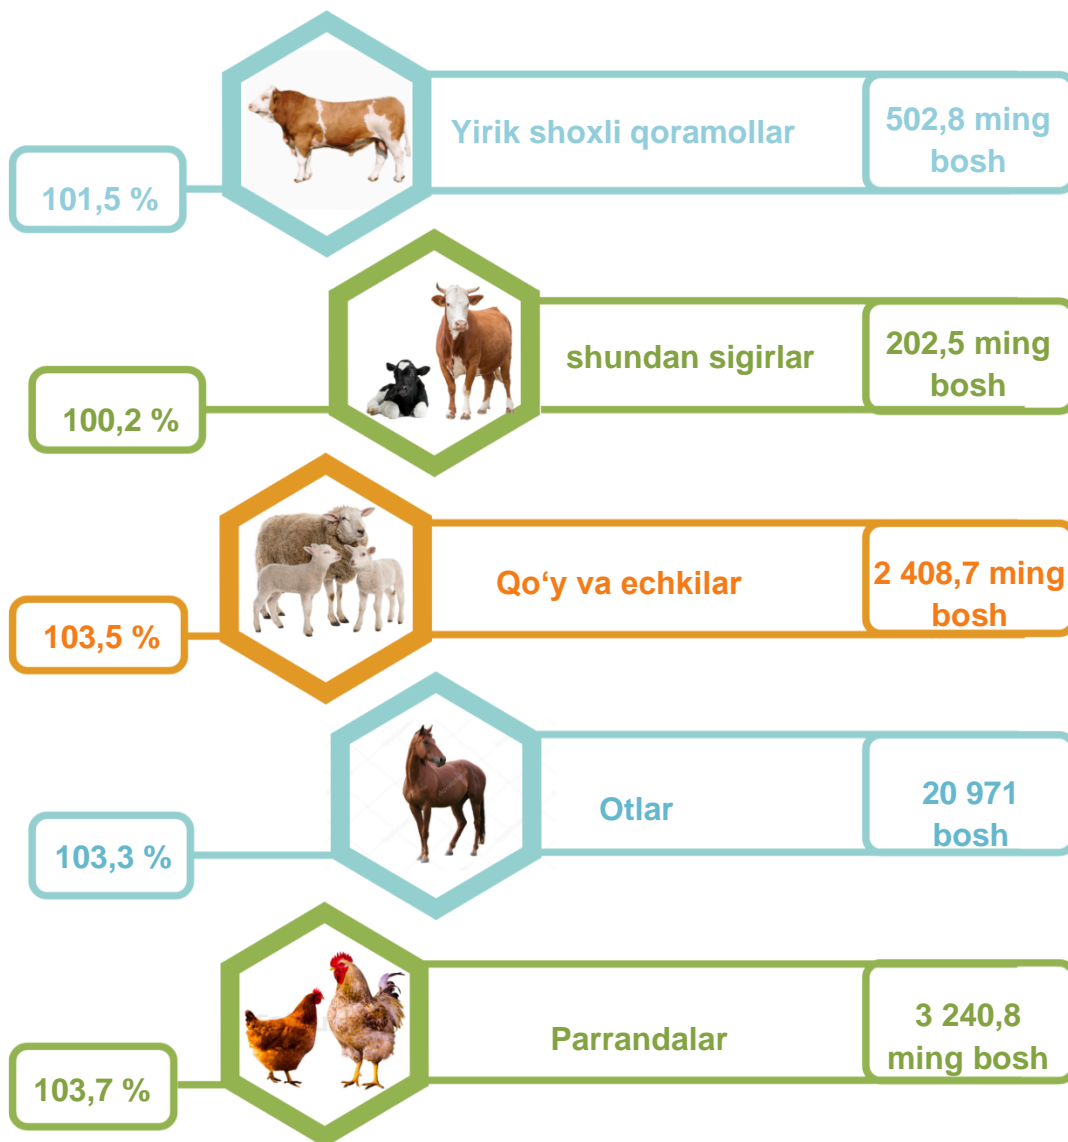 Yirik shoxli qoramollar
502,8 ming
bosh
101,5 %
shundan sigirlar
202,5 ming
bosh
100,2 %
Qo‘y va echkilar
2 408,7 ming
bosh
103,5 %
Otlar
20 971
bosh
103,3 %
Parrandalar
3 240,8
ming bosh
103,7 %